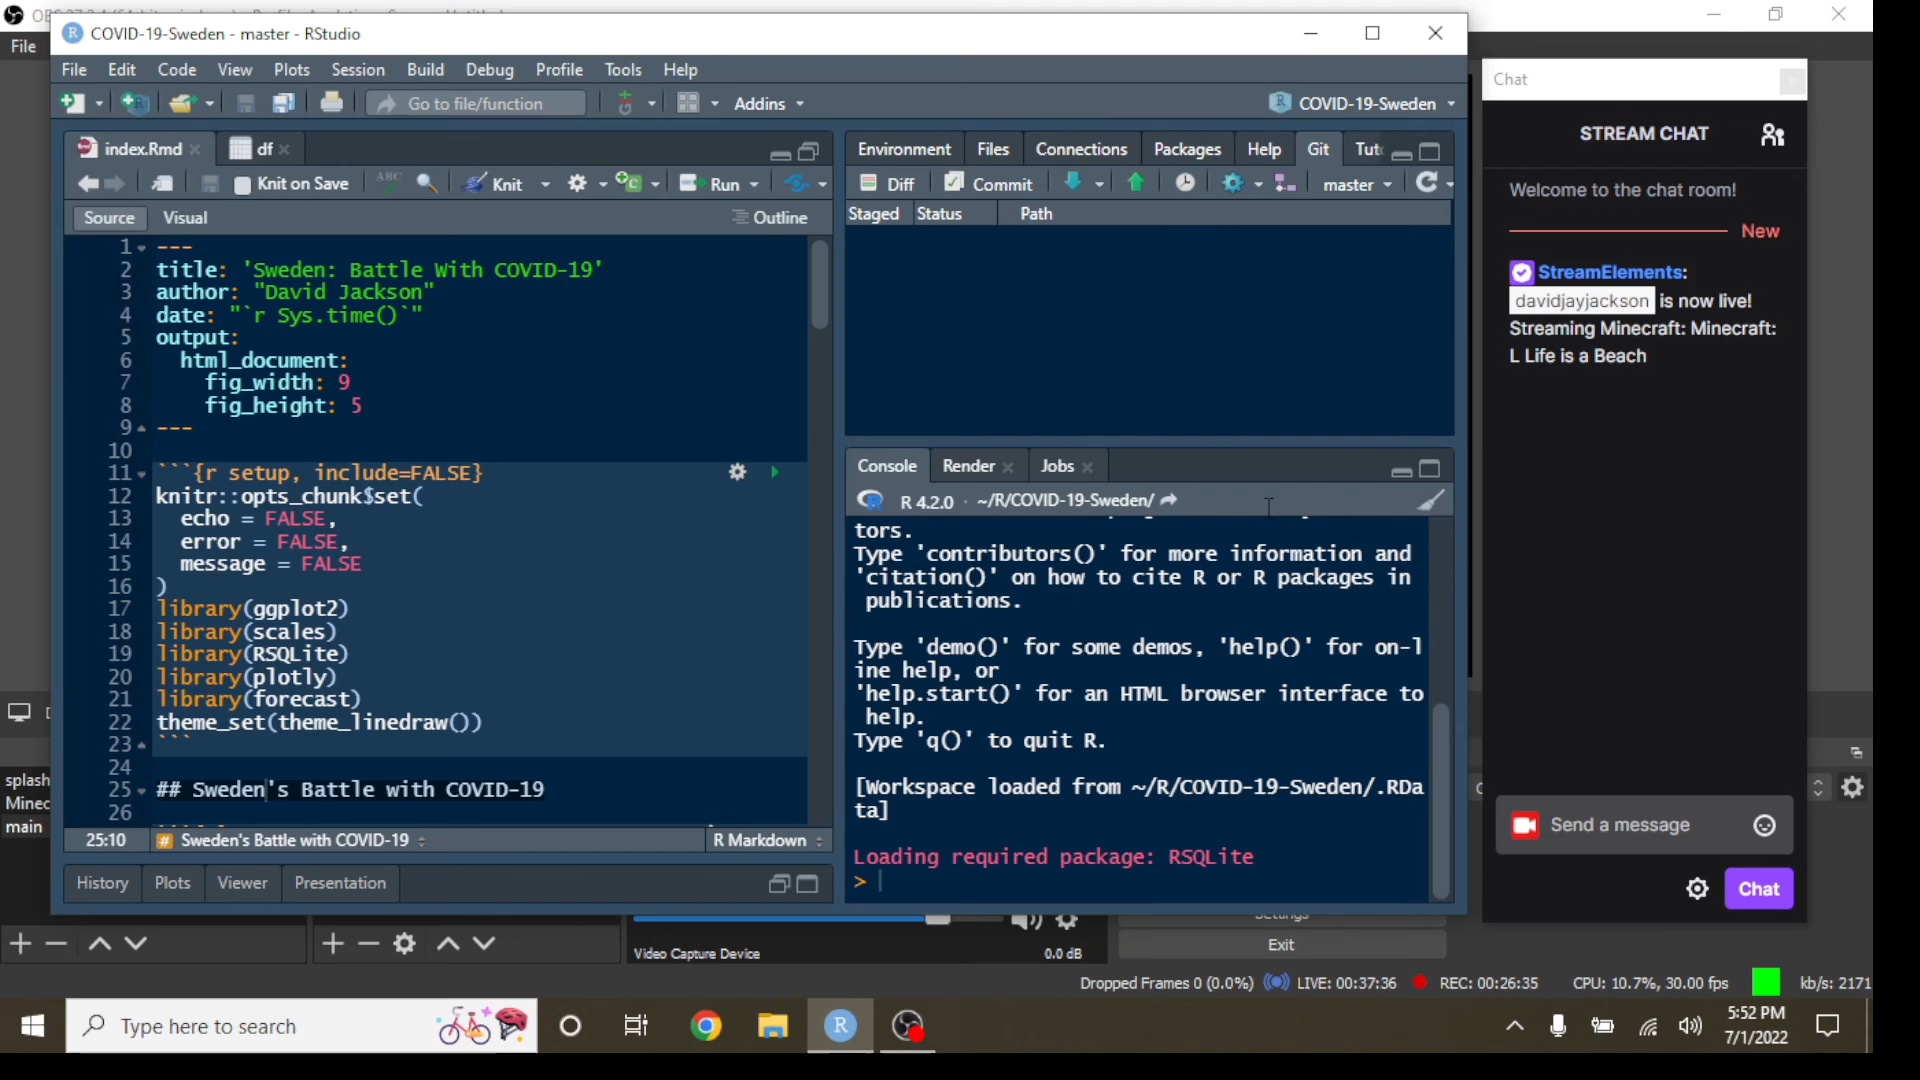 File
COVID-19-Sweden - master - RStudio
File Edit Code View Plots Session Build Debug Profile Tools Help
Go to file/function
Addins
COVID-19-Sweden
index.Rmd
df
Knit on Save
Knit
Run
Source Visual
Outline
1 ---
2 title: 'Sweden: Battle With COVID-19'
3 author: "David Jackson"
4 date: "`r Sys.time()`"
5 output:
6 html_document:
7 fig_width: 9
8 fig_height: 5
9 ---
10
11 ```{r setup, include=FALSE}
12 knitr::opts_chunk$set(
13 echo = FALSE,
14 error = FALSE,
15 message = FALSE
16 )
17 library(ggplot2)
18 library(scales)
19 library(RSQLite)
20 library(plotly)
21 library(forecast)
22 theme_set(theme_linedraw())
23 ```
24
25 ## Sweden's Battle with COVID-19
26
25:10 # Sweden's Battle with COVID-19
R Markdown
History Plots Viewer Presentation
Environment Files Connections Packages Help Git
Diff Commit
master
Staged Status Path
Console Render Jobs
R 4.2.0 · ~/R/COVID-19-Sweden/
tors.
Type 'contributors()' for more information and
'citation()' on how to cite R or R packages in
publications.
Type 'demo()' for some demos, 'help()' for on-l
ine help, or
'help.start()' for an HTML browser interface to
help.
Type 'q()' to quit R.
[Workspace loaded from ~/R/COVID-19-Sweden/.RDa
ta]
Loading required package: RSQLite
>
Chat
STREAM CHAT
Welcome to the chat room!
New
StreamElements:
davidjayjackson is now live!
Streaming Minecraft: Minecraft:
L Life is a Beach
Send a message
Chat
splash
Minec
main
Video Capture Device
0.0 dB
Settings
Exit
Dropped Frames 0 (0.0%) LIVE: 00:37:36 REC: 00:26:35 CPU: 10.7%, 30.00 fps kb/s: 2171
Type here to search
5:52 PM
7/1/2022